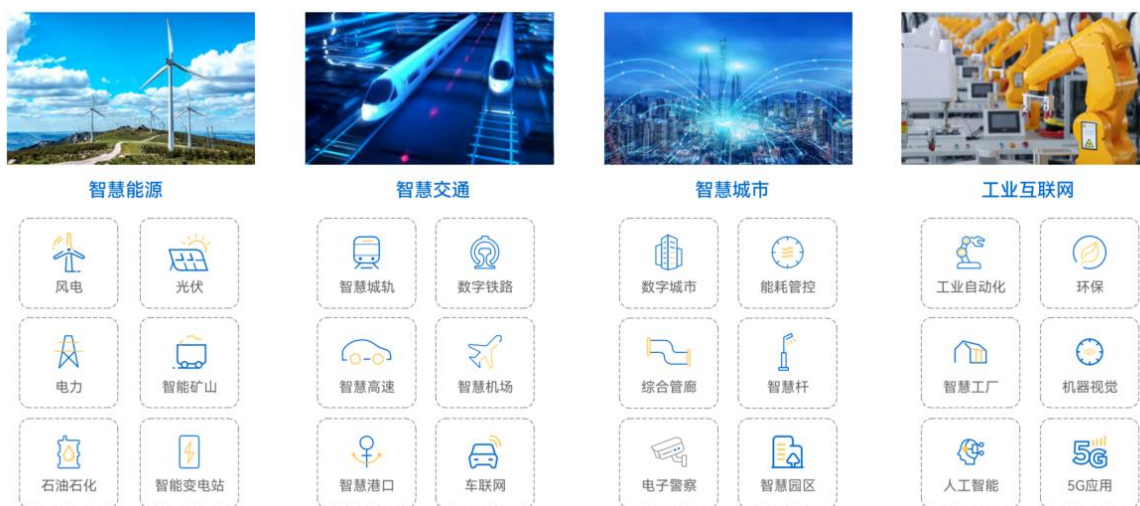 智慧能源
智慧交通
智慧城市
工业互联网
风电
光伏
智慧城轨
数字铁路
数字城市
能耗管控
工业自动化
环保
电力
智能矿山
智慧高速
智慧机场
综合管廊
智慧杆
智慧工厂
机器视觉
石油石化
智能变电站
智慧港口
车联网
电子警察
智慧园区
人工智能
5G
5G应用